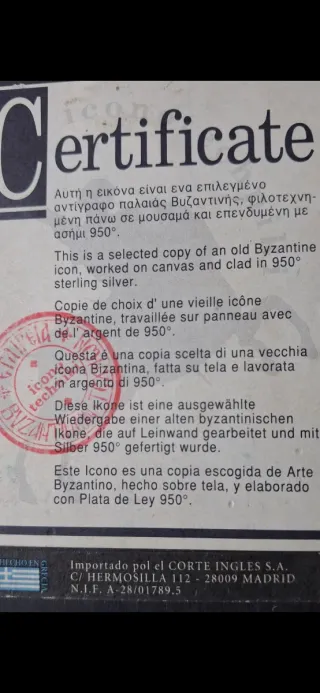 Certificate
Αυτή η εικόνα είναι ενα επιλεγμένο
αντίγραφο παλαιάς Βυζαντινής, φιλοτεχνη-
μένη πάνω σε μουσαμά και επενδυμένη με
ασήμι 950°.
This is a selected copy of an old Byzantine
icon, worked on canvas and clad in 950°
sterling silver.
Copie de choix d' une vieille icône
Byzantine, travaillée sur panneau avec
de l' argent de 950°.
Questa è una copia scelta di una vecchia
icona Bizantina, fatta su tela e lavorata
in argento di 950°.
Diese Ikone ist eine ausgewählte
Wiedergabe einer alten byzantinischen
Ikone, die auf Leinwand gearbeitet und mit
Silber 950° gefertigt wurde.
Este Icono es una copia escogida de Arte
Byzantino, hecho sobre tela, y elaborado
con Plata de Ley 950°.
icon
Importado pol el CORTE INGLES S.A.
C/ HERMOSILLA 112 - 28009 MADRID
N.I.F. A-28/01789.5
HECHO EN
GRECIA